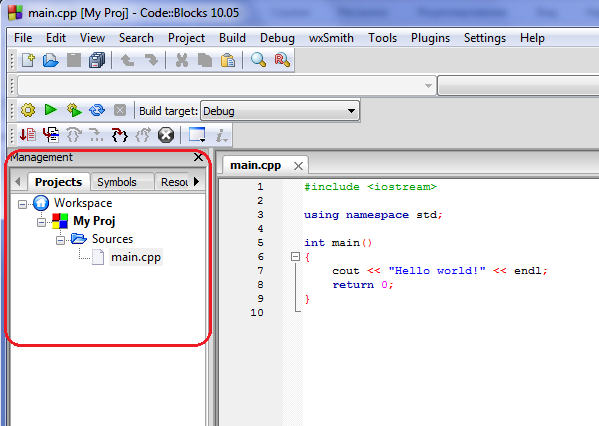 main.cpp [My Proj] - Code::Blocks 10.05
File Edit View Search Project Build Debug wxSmith Tools Plugins Settings Help
Build target: Debug
Management
Projects Symbols
main.cpp
Workspace
My Proj
Sources
main.cpp
1 #include <iostream>
2
3 using namespace std;
4
5 int main()
6 {
7 cout << "Hello world!" << endl;
8 return 0;
9 }
10